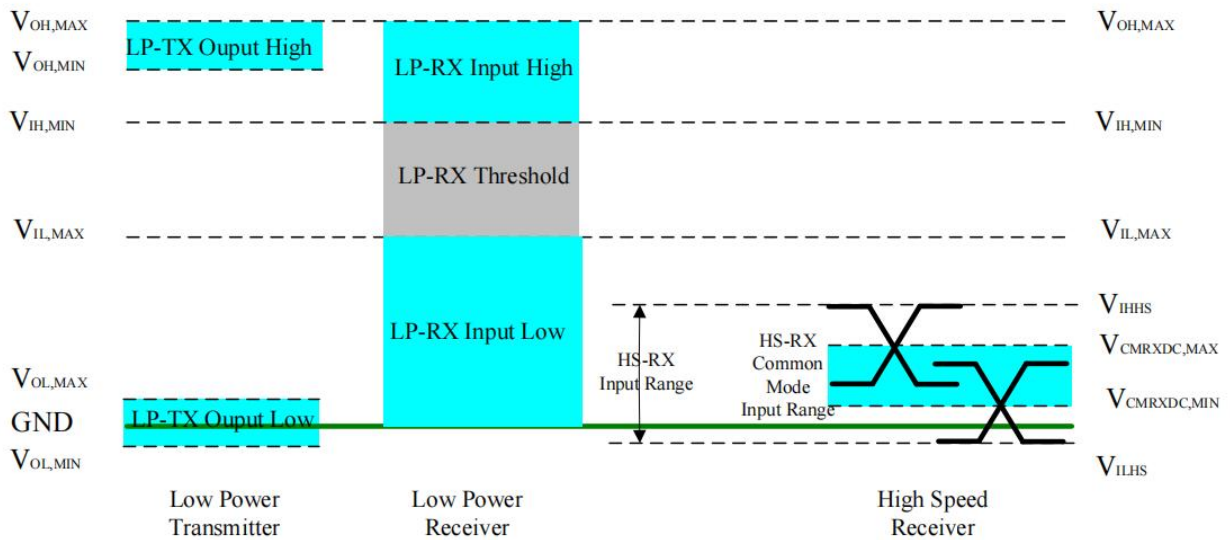 VOH,MAX
LP-TX Ouput High
VOH,MIN
LP-RX Input High
VIH,MIN
LP-RX Threshold
VIL,MAX
LP-RX Input Low
VOL,MAX
LP-TX Ouput Low
GND
VOL,MIN
HS-RX
Input Range
HS-RX
Common
Mode
Input Range
VOH,MAX
VIH,MIN
VIL,MAX
VIHHS
VCMRXDC,MAX
VCMRXDC,MIN
VILHS
Low Power
Transmitter
Low Power
Receiver
High Speed
Receiver